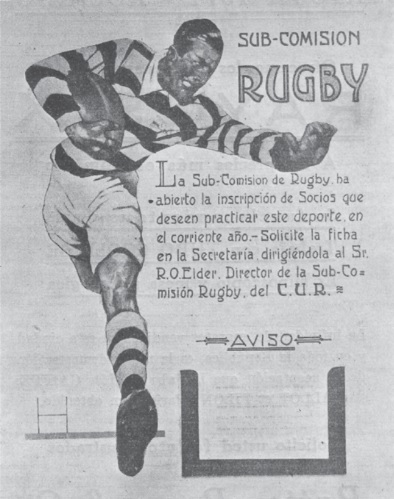 SUB-COMISION
RUGBY
La Sub-Comision de Rugby, ha
abierto la inscripción de Socios que
deseen practicar este deporte, en
el corriente año.- Solicite la ficha
en la Secretaría, dirigiéndola al Sr.
R.O. Elder, Director de la Sub-Co=
misión Rugby, del C.U.R.
AVISO